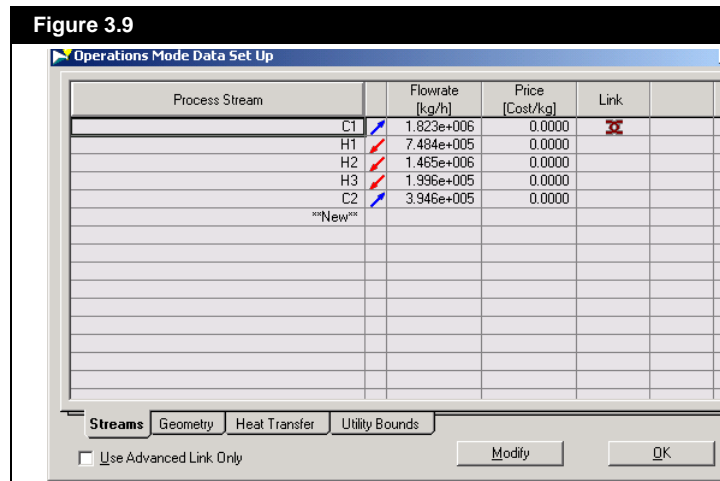 Figure 3.9
Operations Mode Data Set Up
Process Stream Flowrate [kg/h] Price [Cost/kg] Link
C1 1.823e+006 0.0000
H1 7.484e+005 0.0000
H2 1.465e+006 0.0000
H3 1.996e+005 0.0000
C2 3.946e+005 0.0000
**New**
Streams Geometry Heat Transfer Utility Bounds
Use Advanced Link Only Modify OK